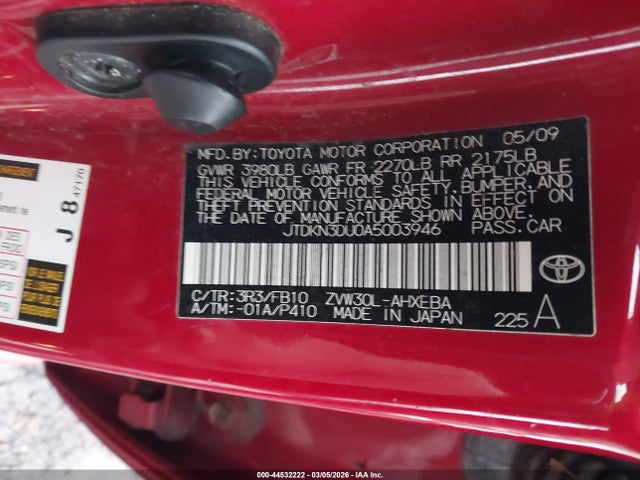 MFD. BY: TOYOTA MOTOR CORPORATION 05/09
GVWR 3980LB GAWR FR 2270LB RR 2175LB
THIS VEHICLE CONFORMS TO ALL APPLICABLE
FEDERAL MOTOR VEHICLE SAFETY, BUMPER, AND
THEFT PREVENTION STANDARDS IN EFFECT ON
THE DATE OF MANUFACTURE SHOWN ABOVE.
JTDKN3DU0A5003946 PASS. CAR
C/TR: 3R3/FB10 ZVW30L-AHXEBA
A/TM: -01A/P410 MADE IN JAPAN
225 A
TOYOTA
J 8 47170
000-44532222 - 03/05/2026 - IAA Inc.